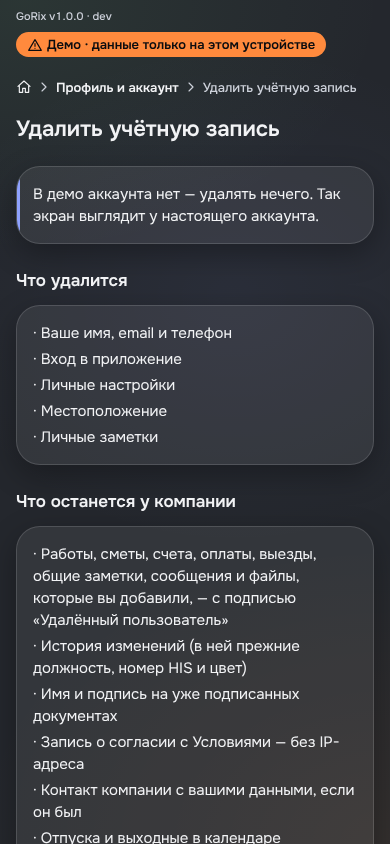 GoRix v1.0.0 · dev
Демо · данные только на этом устройстве
Профиль и аккаунт
Удалить учётную запись
Удалить учётную запись
В демо аккаунта нет — удалять нечего. Так
экран выглядит у настоящего аккаунта.
Что удалится
· Ваше имя, email и телефон
· Вход в приложение
· Личные настройки
· Местоположение
· Личные заметки
Что останется у компании
· Работы, сметы, счета, оплаты, выезды,
общие заметки, сообщения и файлы,
которые вы добавили, — с подписью
«Удалённый пользователь»
· История изменений (в ней прежние
должность, номер HIS и цвет)
· Имя и подпись на уже подписанных
документах
· Запись о согласии с Условиями — без IP-
адреса
· Контакт компании с вашими данными, если
он был
· Отпуска и выходные в календаре